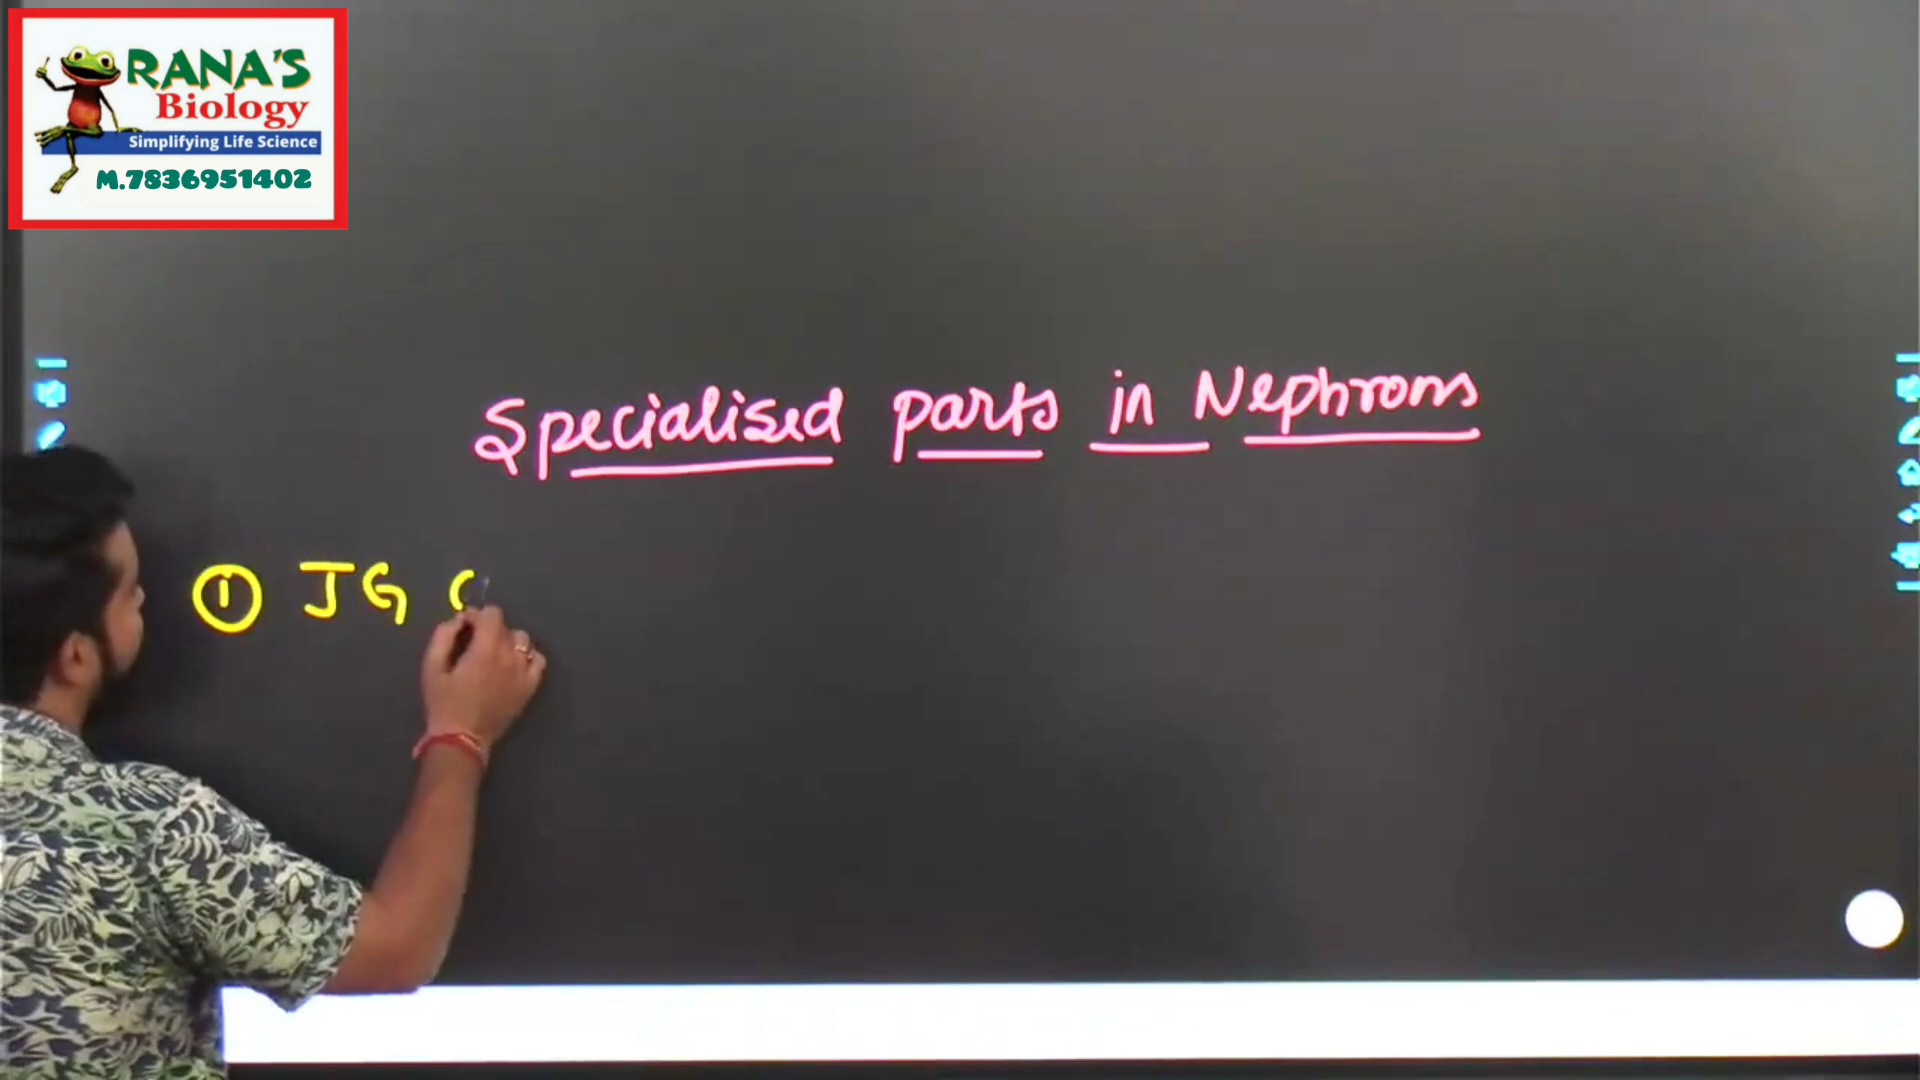 RANA'S
Biology
Simplifying Life Science
M.7836951402
Specialised parts in Nephrons
① JG